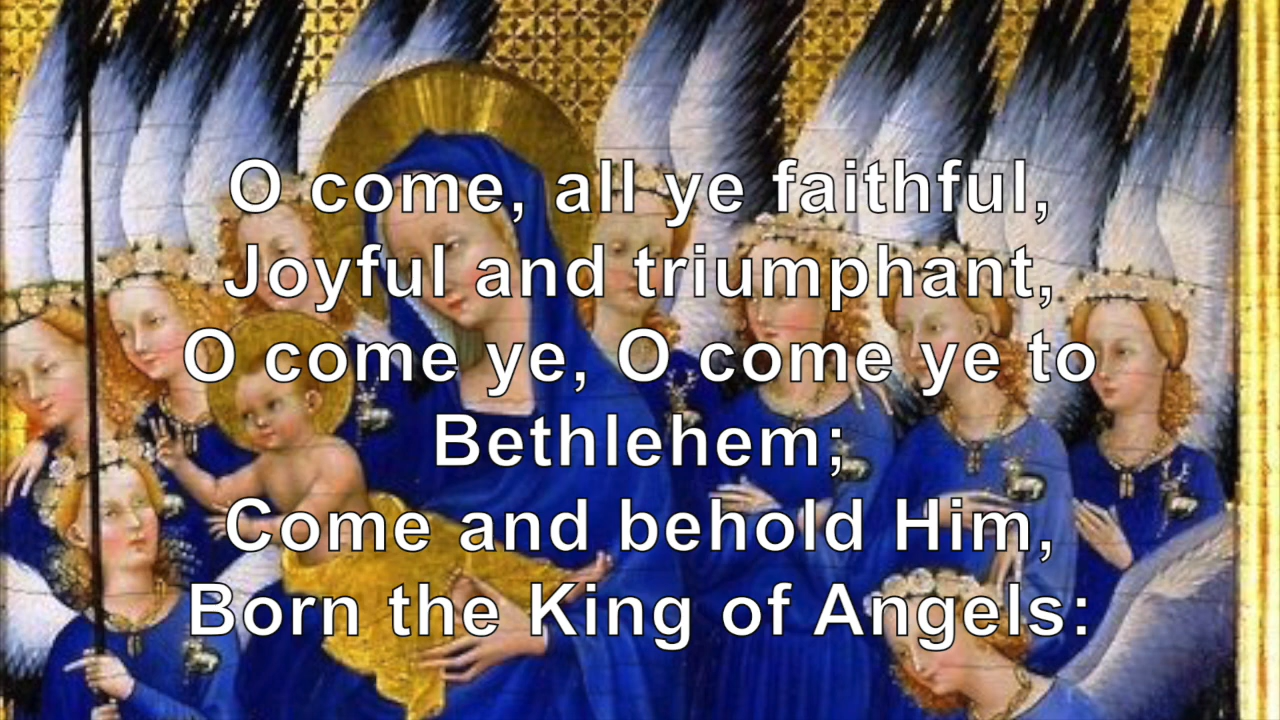 O come, all ye faithful,
Joyful and triumphant,
O come ye, O come ye to
Bethlehem;
Come and behold Him,
Born the King of Angels: